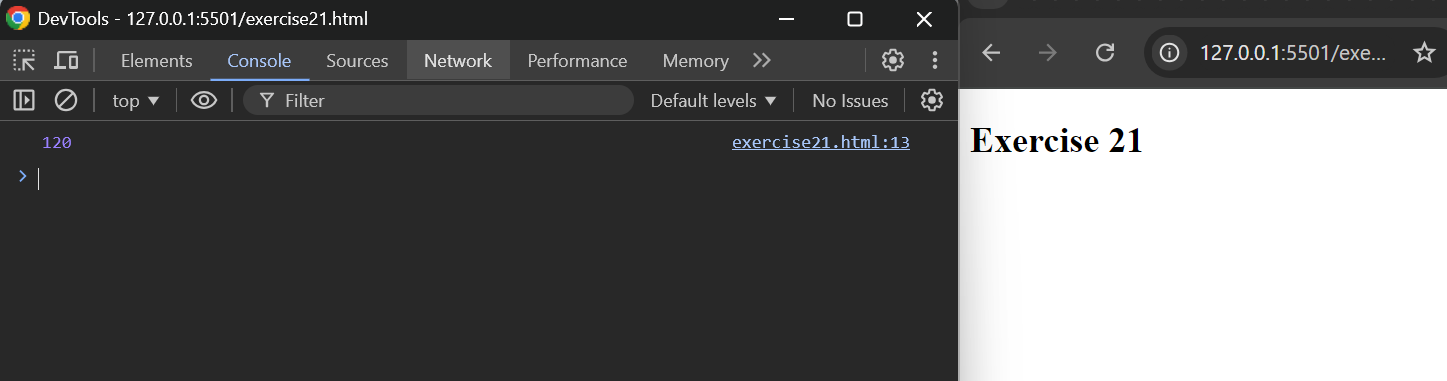 DevTools - 127.0.0.1:5501/exercise21.html
Elements Console Sources Network Performance Memory
top Filter Default levels No Issues
120 exercise21.html:13
127.0.0.1:5501/exe...
Exercise 21